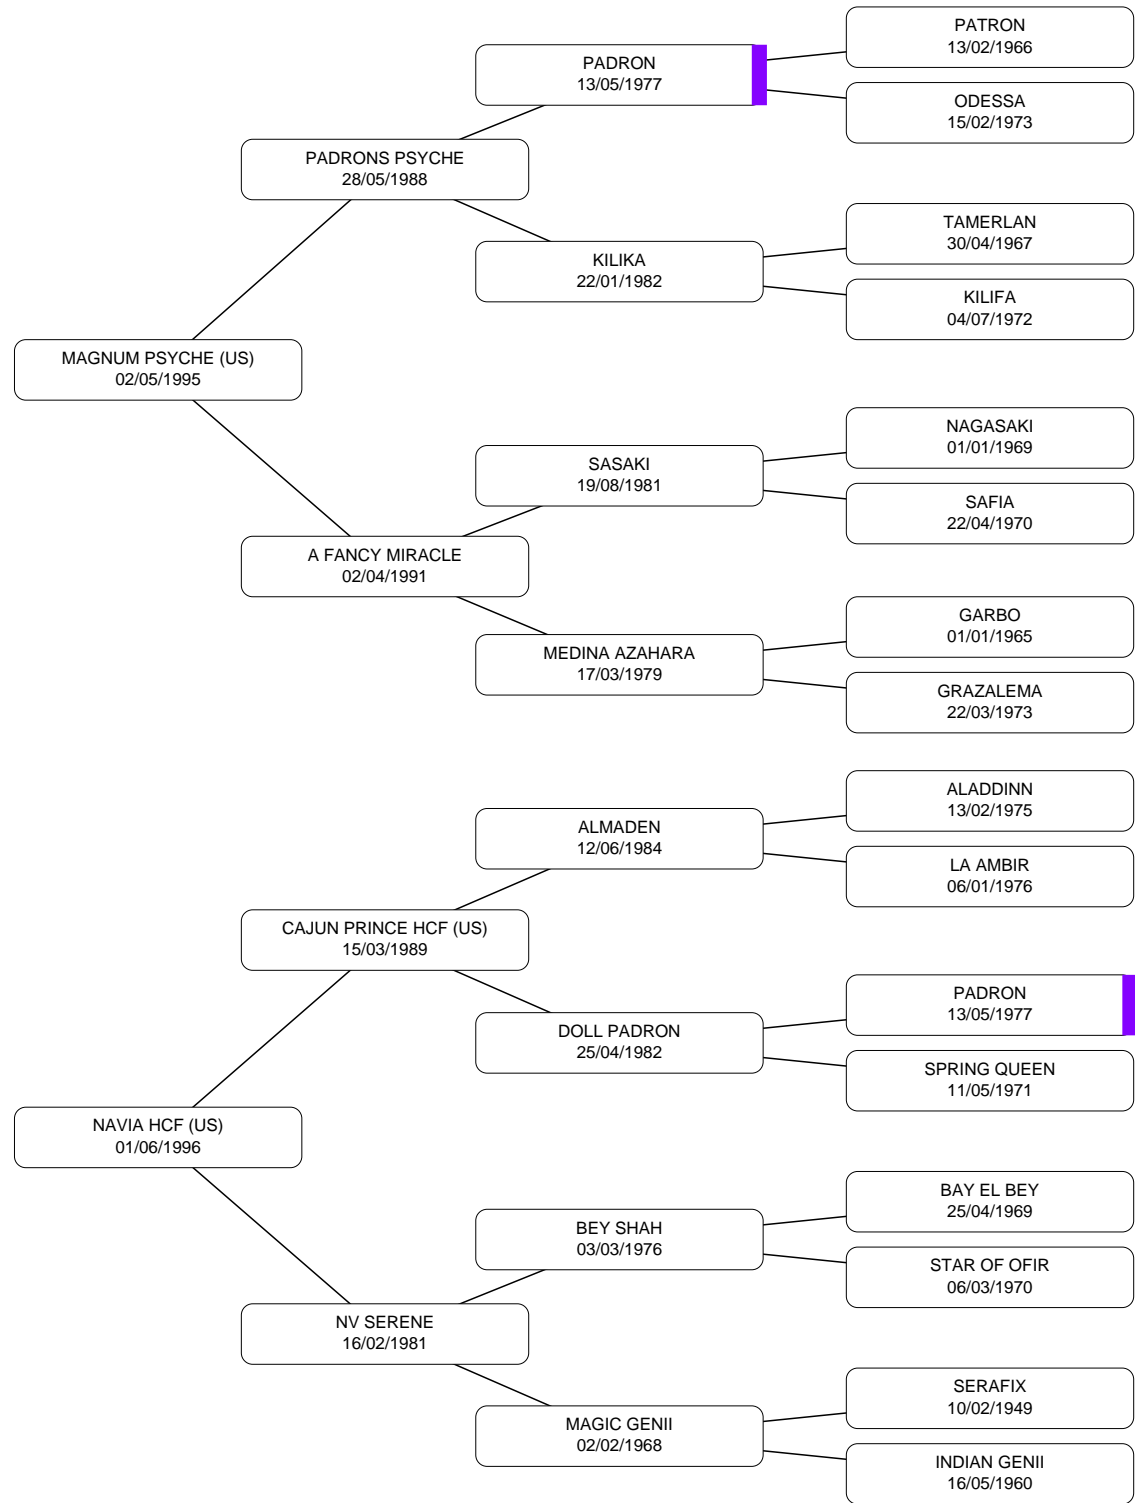 PATRON
13/02/1966
PADRON
13/05/1977
ODESSA
15/02/1973
PADRONS PSYCHE
28/05/1988
TAMERLAN
30/04/1967
KILIKA
22/01/1982
KILIFA
04/07/1972
MAGNUM PSYCHE (US)
02/05/1995
NAGASAKI
01/01/1969
SASAKI
19/08/1981
SAFIA
22/04/1970
A FANCY MIRACLE
02/04/1991
GARBO
01/01/1965
MEDINA AZAHARA
17/03/1979
GRAZALEMA
22/03/1973
ALADDINN
13/02/1975
ALMADEN
12/06/1984
LA AMBIR
06/01/1976
CAJUN PRINCE HCF (US)
15/03/1989
PADRON
13/05/1977
DOLL PADRON
25/04/1982
SPRING QUEEN
11/05/1971
NAVIA HCF (US)
01/06/1996
BAY EL BEY
25/04/1969
BEY SHAH
03/03/1976
STAR OF OFIR
06/03/1970
NV SERENE
16/02/1981
SERAFIX
10/02/1949
MAGIC GENII
02/02/1968
INDIAN GENII
16/05/1960